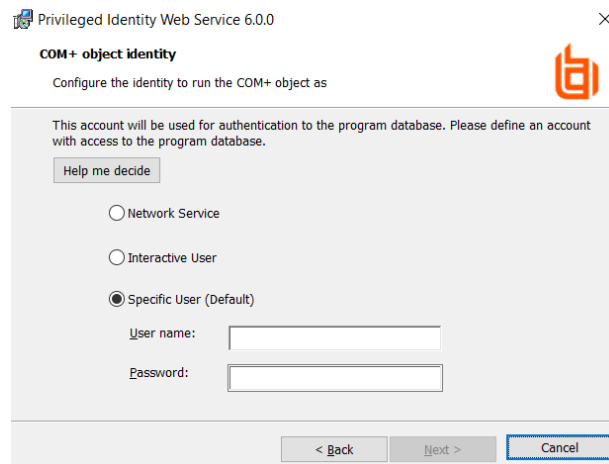 Privileged Identity Web Service 6.0.0
COM+ object identity
Configure the identity to run the COM+ object as
This account will be used for authentication to the program database. Please define an account
with access to the program database.
Help me decide
Network Service
Interactive User
Specific User (Default)
User name:
Password:
< Back
Next >
Cancel